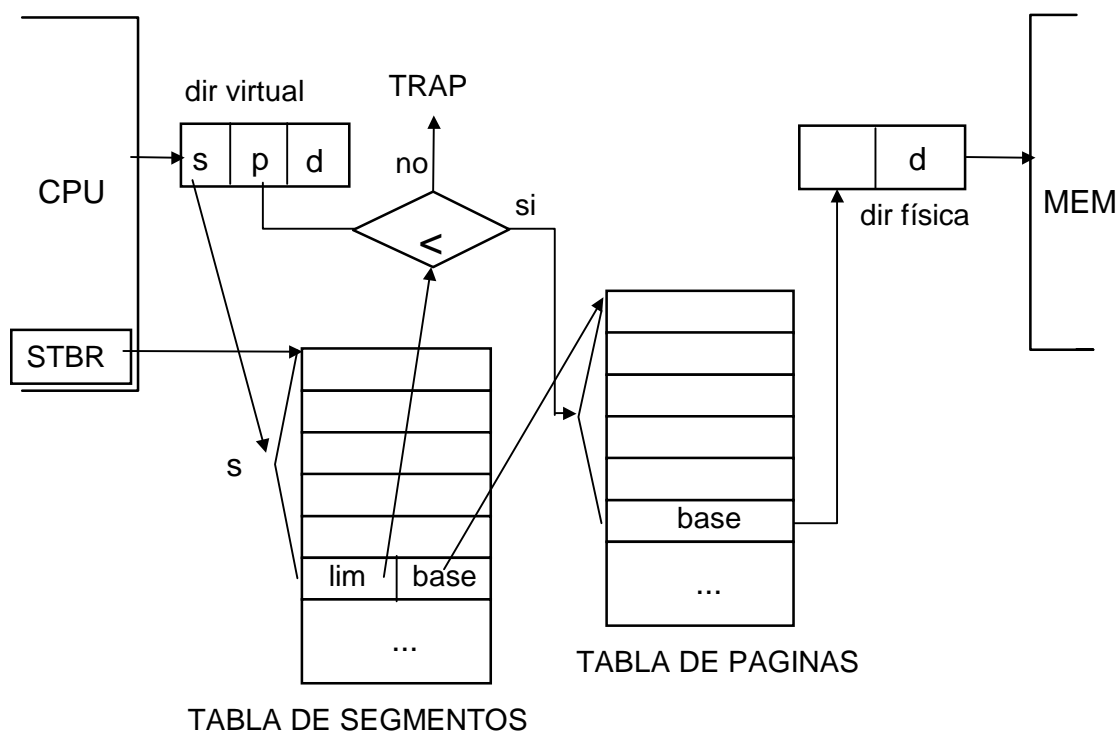 dir virtual
TRAP
s p d
no
d
CPU
si
dir física
MEM
<
STBR
s
base
lim base
...
...
TABLA DE PAGINAS
TABLA DE SEGMENTOS